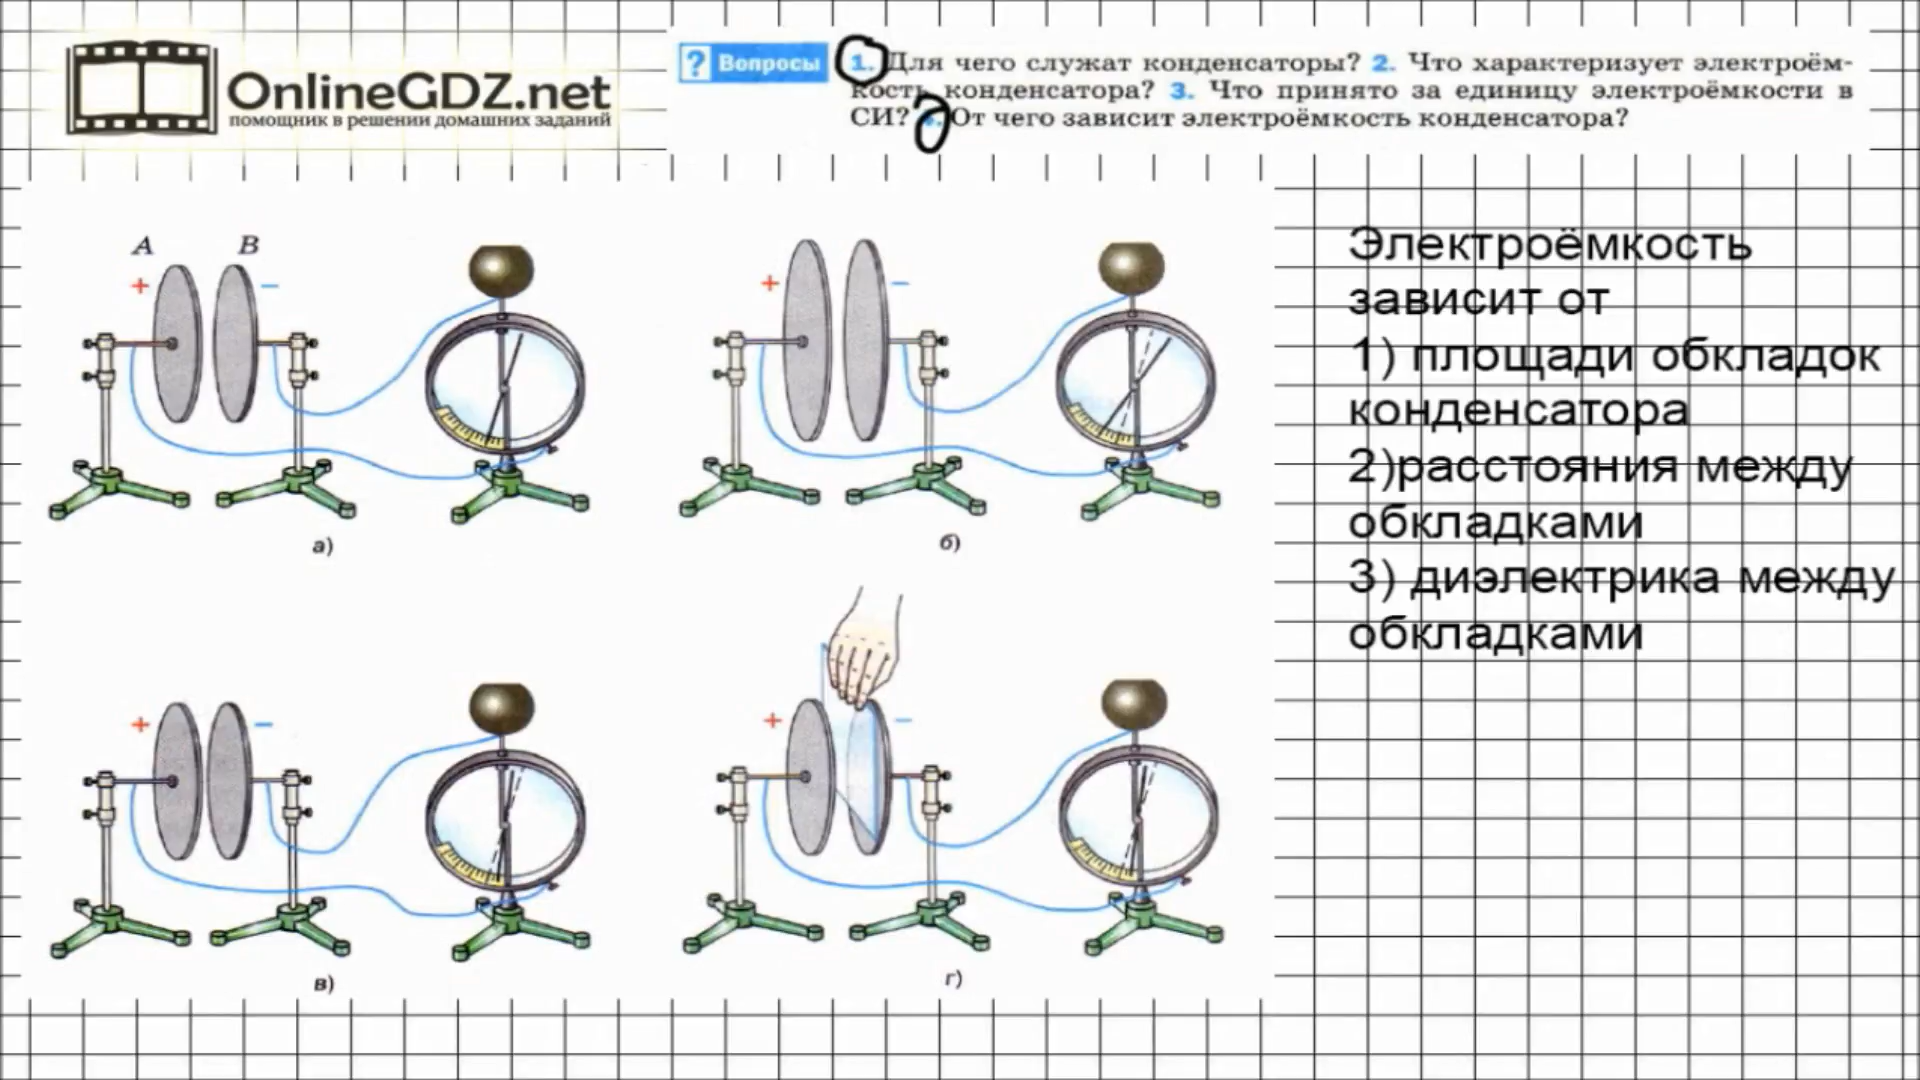 OnlineGDZ.net
помощник в решении домашних заданий
? Вопросы
1. Для чего служат конденсаторы? 2. Что характеризует электроём-
кость конденсатора? 3. Что принято за единицу электроёмкости в
СИ? От чего зависит электроёмкость конденсатора?
A B
+ −
а)
+ −
б)
+ −
в)
+ −
г)
Электроёмкость
зависит от
1) площади обкладок
конденсатора
2)расстояния между
обкладками
3) диэлектрика между
обкладками